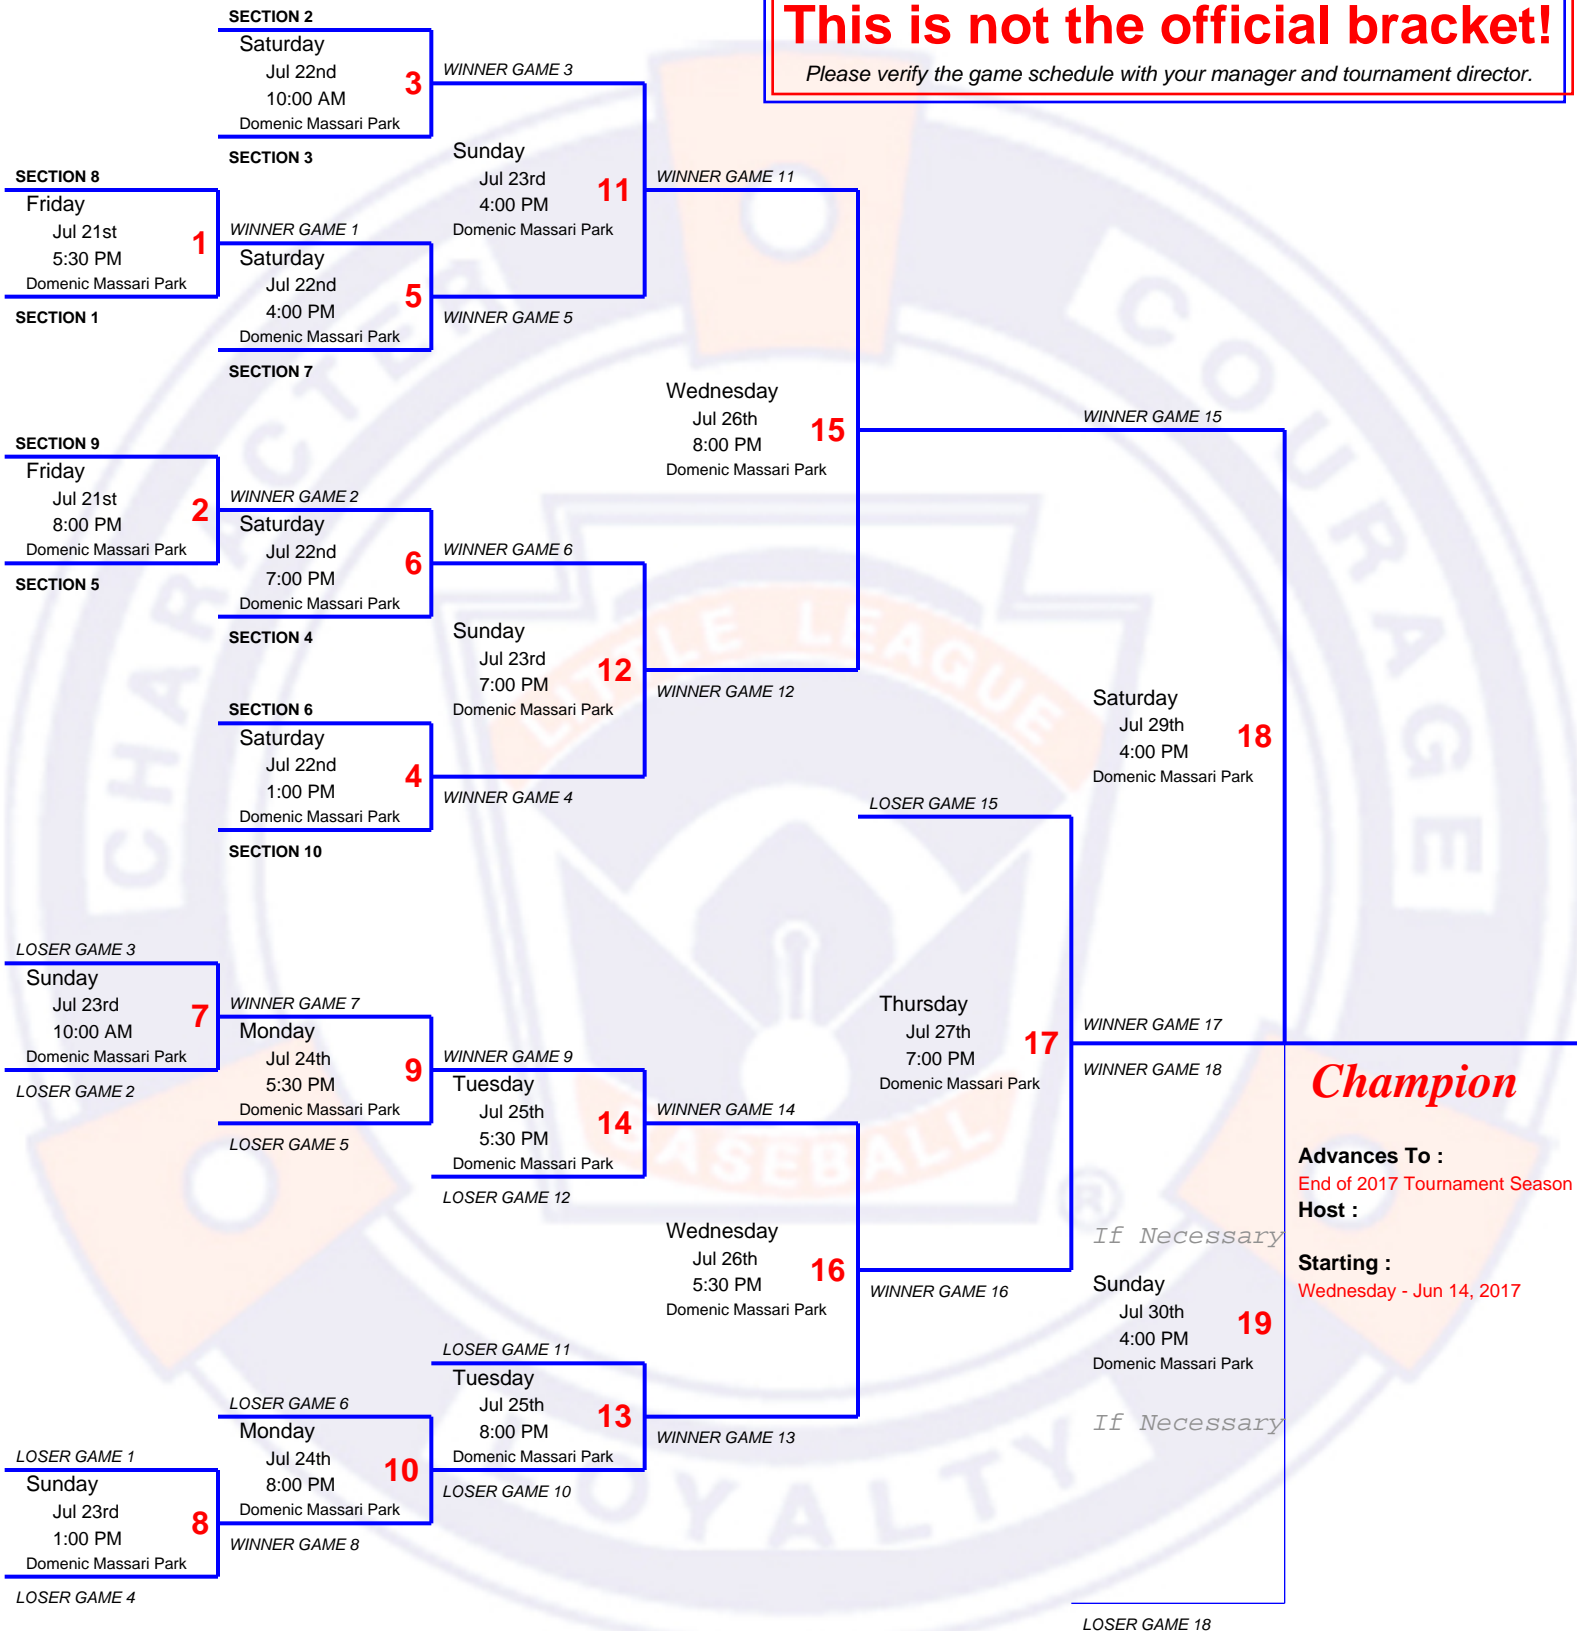 This is not the official bracket!
Please verify the game schedule with your manager and tournament director.
SECTION 2
Saturday
Jul 22nd
10:00 AM
Domenic Massari Park
3
WINNER GAME 3
SECTION 3
Sunday
Jul 23rd
4:00 PM
Domenic Massari Park
11
WINNER GAME 11
SECTION 8
Friday
Jul 21st
5:30 PM
Domenic Massari Park
1
SECTION 1
WINNER GAME 1
Saturday
Jul 22nd
4:00 PM
Domenic Massari Park
5
WINNER GAME 5
SECTION 7
Wednesday
Jul 26th
8:00 PM
Domenic Massari Park
15
WINNER GAME 15
SECTION 9
Friday
Jul 21st
8:00 PM
Domenic Massari Park
2
SECTION 5
WINNER GAME 2
Saturday
Jul 22nd
7:00 PM
Domenic Massari Park
6
WINNER GAME 6
SECTION 4
Sunday
Jul 23rd
7:00 PM
Domenic Massari Park
12
WINNER GAME 12
SECTION 6
Saturday
Jul 22nd
1:00 PM
Domenic Massari Park
4
WINNER GAME 4
SECTION 10
Saturday
Jul 29th
4:00 PM
Domenic Massari Park
18
LOSER GAME 15
LOSER GAME 3
Sunday
Jul 23rd
10:00 AM
Domenic Massari Park
7
LOSER GAME 2
WINNER GAME 7
Monday
Jul 24th
5:30 PM
Domenic Massari Park
9
LOSER GAME 5
WINNER GAME 9
Tuesday
Jul 25th
5:30 PM
Domenic Massari Park
14
WINNER GAME 14
LOSER GAME 12
Thursday
Jul 27th
7:00 PM
Domenic Massari Park
17
WINNER GAME 17
WINNER GAME 18
Champion
Advances To :
End of 2017 Tournament Season
Host :
Starting :
Wednesday - Jun 14, 2017
Wednesday
Jul 26th
5:30 PM
Domenic Massari Park
16
WINNER GAME 16
If Necessary
Sunday
Jul 30th
4:00 PM
Domenic Massari Park
19
If Necessary
LOSER GAME 11
Tuesday
Jul 25th
8:00 PM
Domenic Massari Park
13
WINNER GAME 13
LOSER GAME 10
LOSER GAME 6
Monday
Jul 24th
8:00 PM
Domenic Massari Park
10
WINNER GAME 8
LOSER GAME 1
Sunday
Jul 23rd
1:00 PM
Domenic Massari Park
8
LOSER GAME 4
LOSER GAME 18
CHARACTER
COURAGE
LOYALTY
LITTLE LEAGUE
BASEBALL
®